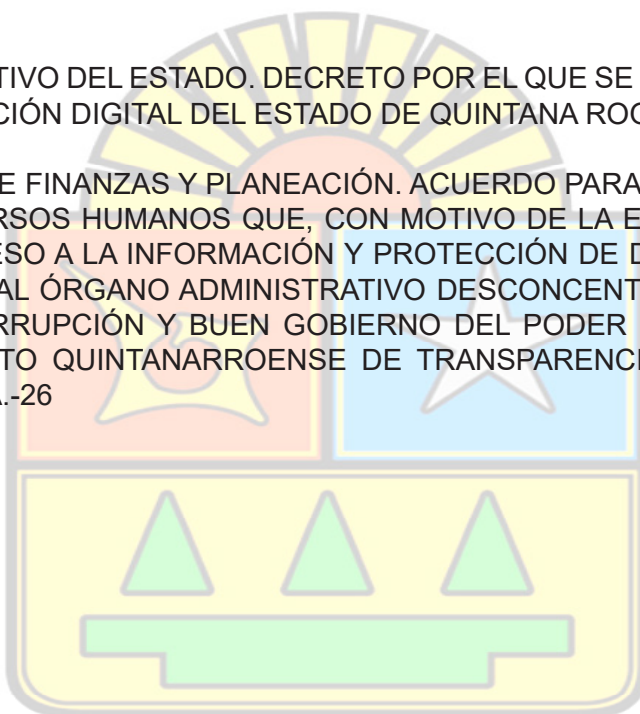 TIVO DEL ESTADO. DECRETO POR EL QUE SE
CIÓN DIGITAL DEL ESTADO DE QUINTANA ROO
E FINANZAS Y PLANEACIÓN. ACUERDO PARA
RSOS HUMANOS QUE, CON MOTIVO DE LA E
ESO A LA INFORMACIÓN Y PROTECCIÓN DE D
AL ÓRGANO ADMINISTRATIVO DESCONCENT
RRUPCIÓN Y BUEN GOBIERNO DEL PODER
TO QUINTANARROENSE DE TRANSPARENCI
A.-26